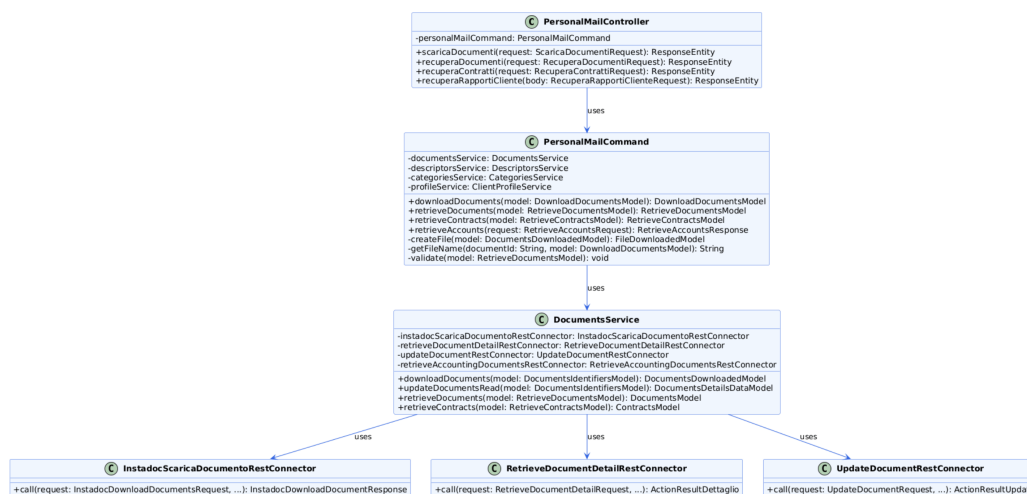 C PersonalMailController
-personalMailCommand: PersonalMailCommand
+scaricaDocumenti(request: ScaricaDocumentiRequest): ResponseEntity
+recuperaDocumenti(request: RecuperaDocumentiRequest): ResponseEntity
+recuperaContratti(request: RecuperaContrattiRequest): ResponseEntity
+recuperaRapportiCliente(body: RecuperaRapportiClienteRequest): ResponseEntity
uses
C PersonalMailCommand
-documentsService: DocumentsService
-descriptorsService: DescriptorsService
-categoriesService: CategoriesService
-profileService: ClientProfileService
+downloadDocuments(model: DownloadDocumentsModel): DownloadDocumentsModel
+retrieveDocuments(model: RetrieveDocumentsModel): RetrieveDocumentsModel
+retrieveContracts(model: RetrieveContractsModel): RetrieveContractsModel
+retrieveAccounts(request: RetrieveAccountsRequest): RetrieveAccountsResponse
-createFile(model: DocumentsDownloadedModel): FileDownloadedModel
-getFileName(documentId: String, model: DownloadDocumentsModel): String
-validate(model: RetrieveDocumentsModel): void
uses
C DocumentsService
-instadocScaricaDocumentoRestConnector: InstadocScaricaDocumentoRestConnector
-retrieveDocumentDetailRestConnector: RetrieveDocumentDetailRestConnector
-updateDocumentRestConnector: UpdateDocumentRestConnector
-retrieveAccountingDocumentsRestConnector: RetrieveAccountingDocumentsRestConnector
+downloadDocuments(model: DocumentsIdentifiersModel): DocumentsDownloadedModel
+updateDocumentsRead(model: DocumentsIdentifiersModel): DocumentsDetailsDataModel
+retrieveDocuments(model: RetrieveDocumentsModel): DocumentsModel
+retrieveContracts(model: RetrieveContractsModel): ContractsModel
uses uses uses
C InstadocScaricaDocumentoRestConnector
+call(request: InstadocDownloadDocumentsRequest, ...): InstadocDownloadDocumentResponse
C RetrieveDocumentDetailRestConnector
+call(request: RetrieveDocumentDetailRequest, ...): ActionResultDettaglio
C UpdateDocumentRestConnector
+call(request: UpdateDocumentRequest, ...): ActionResultUpda